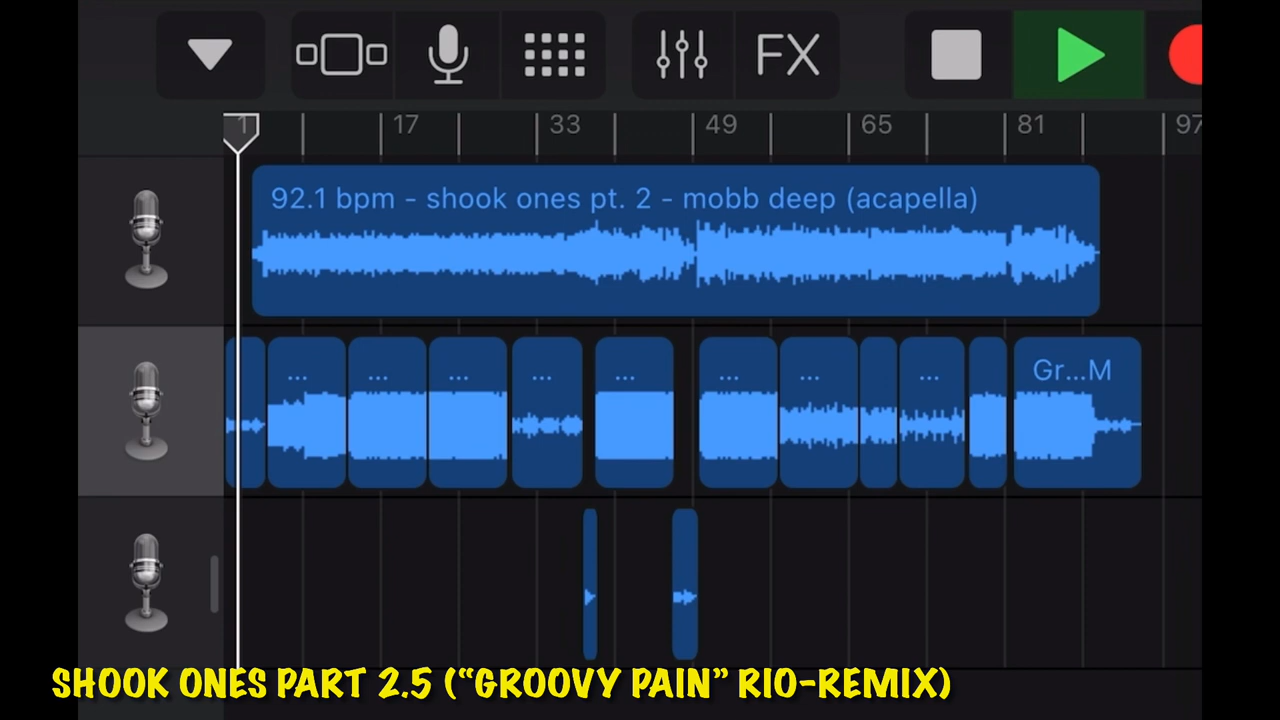 FX
1 17 33 49 65 81 97
92.1 bpm - shook ones pt. 2 - mobb deep (acapella)
... ... ... ... ... ... ... ... Gr...M
SHOOK ONES PART 2.5 (“GROOVY PAIN” RIO-REMIX)